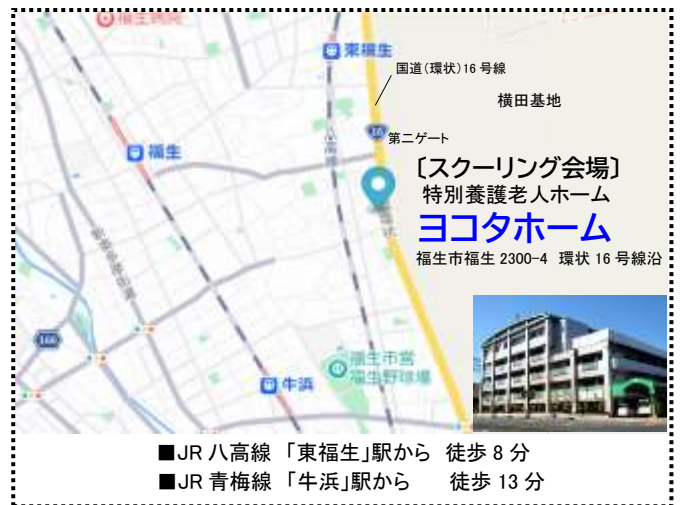 福生病院
東福生
国道（環状）16号線
横田基地
16
第二ゲート
福生
八高線
〔スクーリング会場〕
特別養護老人ホーム
ヨコタホーム
福生市福生 2300-4 環状 16 号線沿
166
福生市営
福生野球場
牛浜
■JR 八高線 「東福生」駅から 徒歩 8 分
■JR 青梅線 「牛浜」駅から 徒歩 13 分